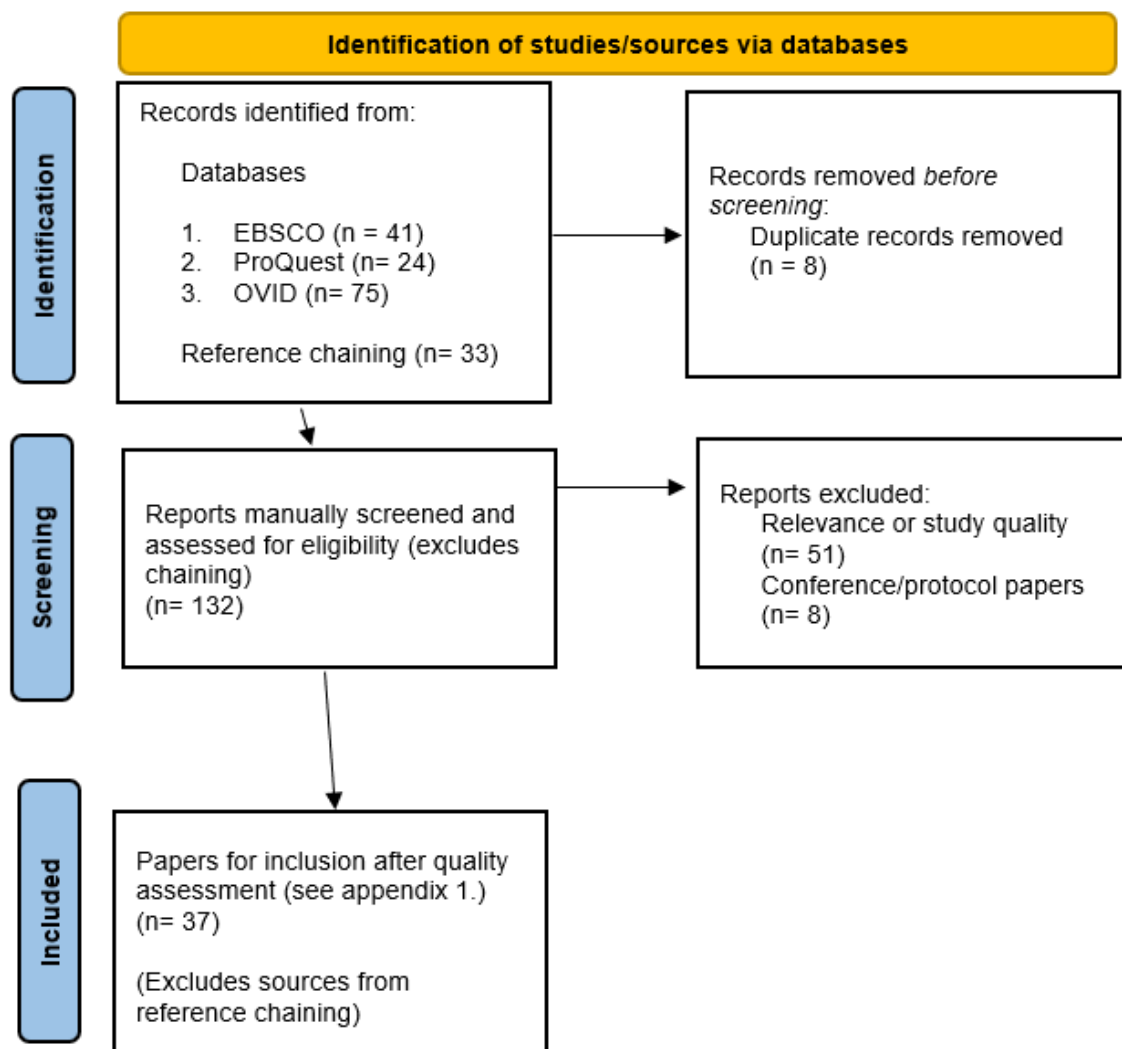 Identification of studies/sources via databases
Identification
Records identified from:
Databases
1. EBSCO (n = 41)
2. ProQuest (n= 24)
3. OVID (n= 75)
Reference chaining (n= 33)
Records removed before
screening:
Duplicate records removed
(n = 8)
Screening
Reports manually screened and
assessed for eligibility (excludes
chaining)
(n= 132)
Reports excluded:
Relevance or study quality
(n= 51)
Conference/protocol papers
(n= 8)
Included
Papers for inclusion after quality
assessment (see appendix 1.)
(n= 37)
(Excludes sources from
reference chaining)